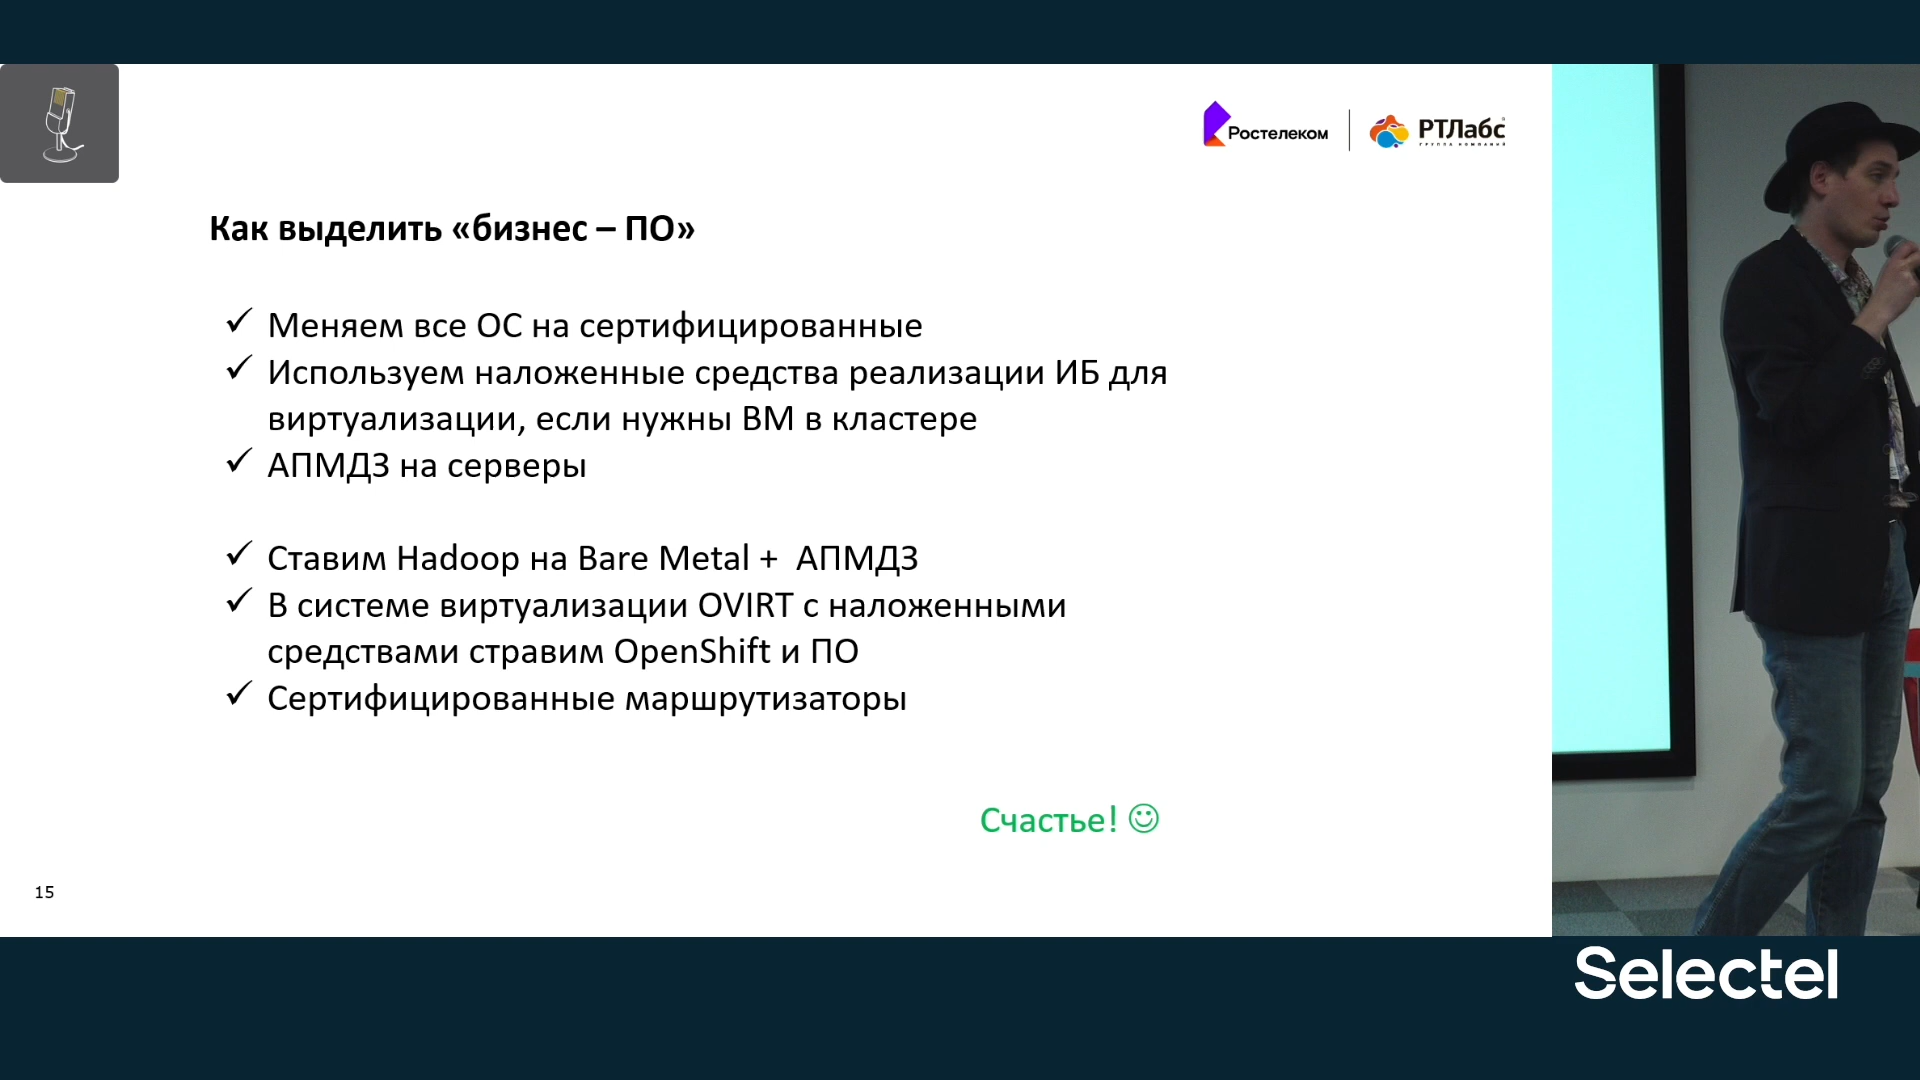 Ростелеком
РТЛабс
ГРУППА КОМПАНИЙ
Как выделить «бизнес – ПО»
✓ Меняем все ОС на сертифицированные
✓ Используем наложенные средства реализации ИБ для
виртуализации, если нужны ВМ в кластере
✓ АПМДЗ на серверы
✓ Ставим Hadoop на Bare Metal + АПМДЗ
✓ В системе виртуализации OVIRT с наложенными
средствами стравим OpenShift и ПО
✓ Сертифицированные маршрутизаторы
Счастье! ☺
15
Selectel